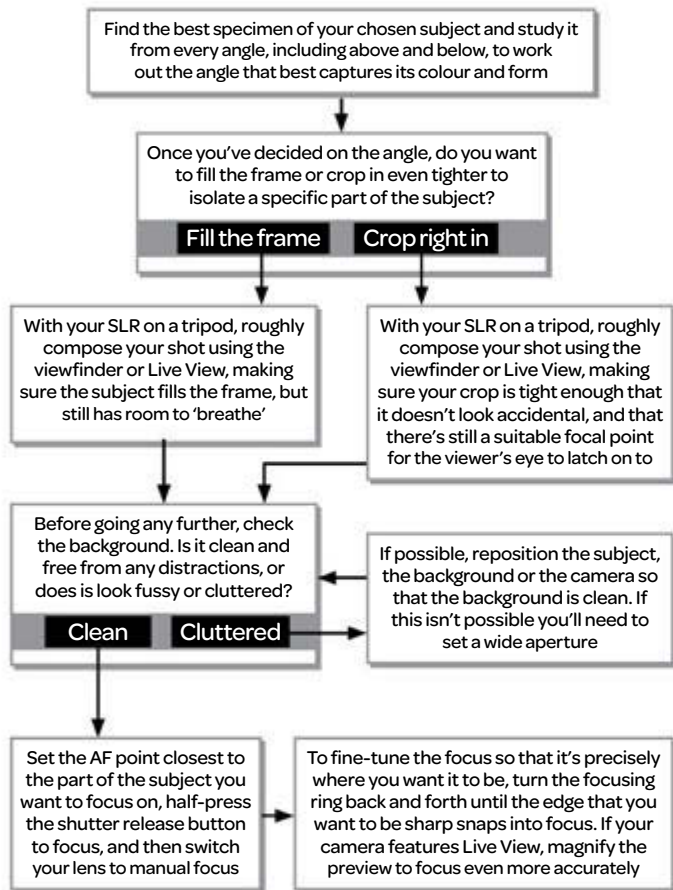 Find the best specimen of your chosen subject and study it
from every angle, including above and below, to work
out the angle that best captures its colour and form
Once you've decided on the angle, do you want
to fill the frame or crop in even tighter to
isolate a specific part of the subject?
Fill the frame
Crop right in
With your SLR on a tripod, roughly
compose your shot using the
viewfinder or Live View, making
sure the subject fills the frame, but
still has room to ‘breathe’
With your SLR on a tripod, roughly
compose your shot using the
viewfinder or Live View, making
sure your crop is tight enough that
it doesn't look accidental, and that
there's still a suitable focal point
for the viewer's eye to latch on to
Before going any further, check
the background. Is it clean and
free from any distractions, or
does is look fussy or cluttered?
Clean
Cluttered
If possible, reposition the subject,
the background or the camera so
that the background is clean. If
this isn't possible you'll need to
set a wide aperture
Set the AF point closest to
the part of the subject you
want to focus on, half-press
the shutter release button
to focus, and then switch
your lens to manual focus
To fine-tune the focus so that it's precisely
where you want it to be, turn the focusing
ring back and forth until the edge that you
want to be sharp snaps into focus. If your
camera features Live View, magnify the
preview to focus even more accurately